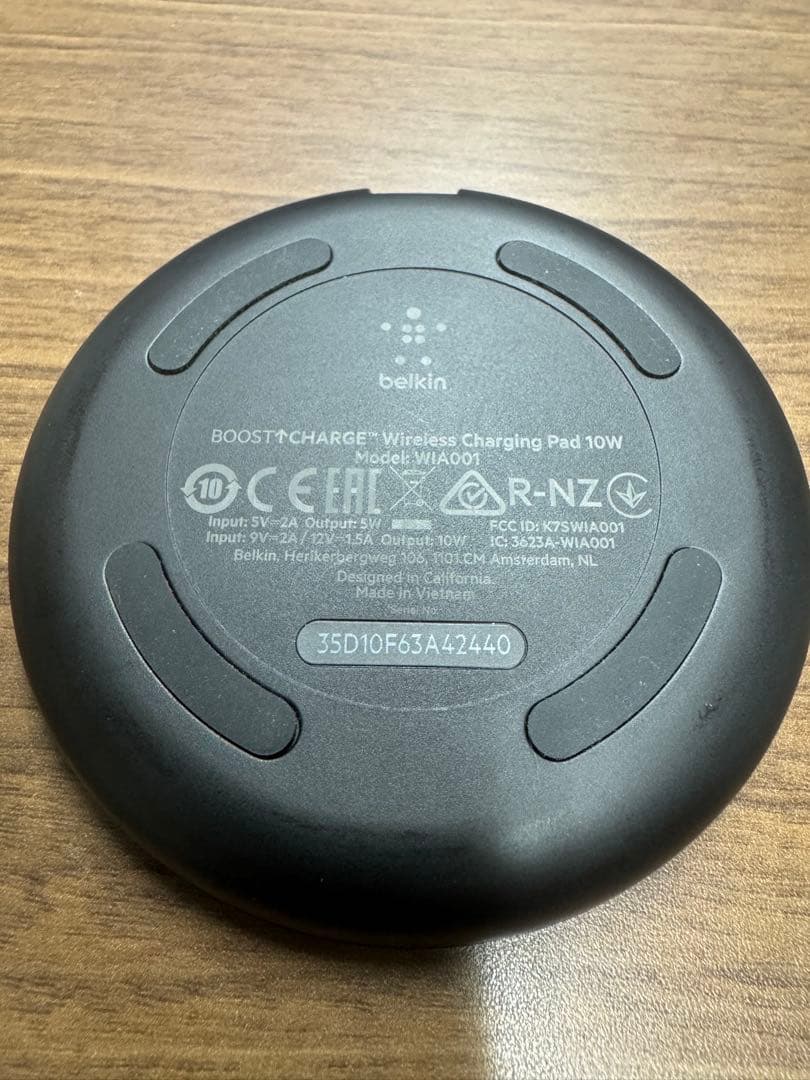 belkin
BOOST↑CHARGE™ Wireless Charging Pad 10W
Model: WIA001
10 CE EAC R-NZ
Input: 5V⎓2A Output: 5W FCC ID: K7SWIA001
Input: 9V⎓2A / 12V⎓1.5A Output: 10W IC: 3623A-WIA001
Belkin, Herikerbergweg 106, 1101 CM Amsterdam, NL
Designed in California.
Made in Vietnam
Serial No.
35D10F63A42440